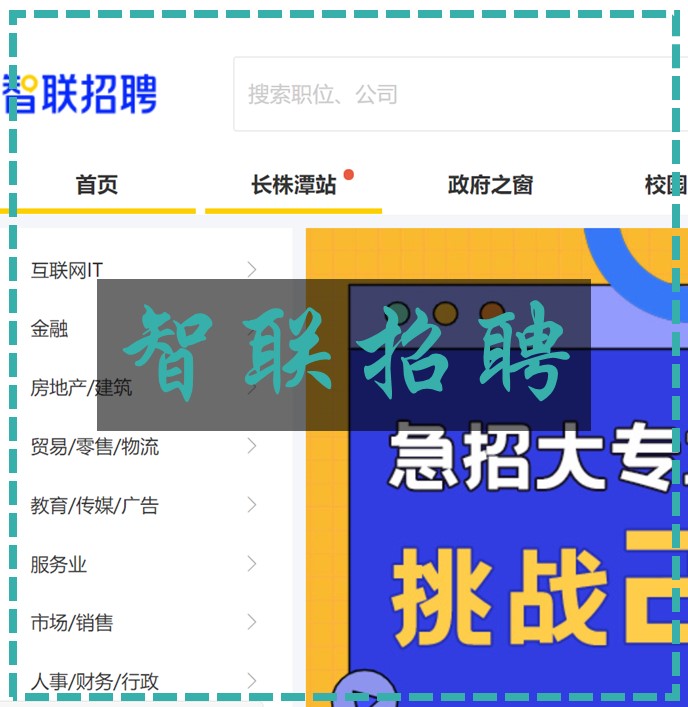 智联招聘
搜索职位、公司
首页
长株潭站
政府之窗
校园
互联网IT
金融
智联招聘
房地产/建筑
急招大专
贸易/零售/物流
教育/传媒/广告
挑战
服务业
市场/销售
人事/财务/行政